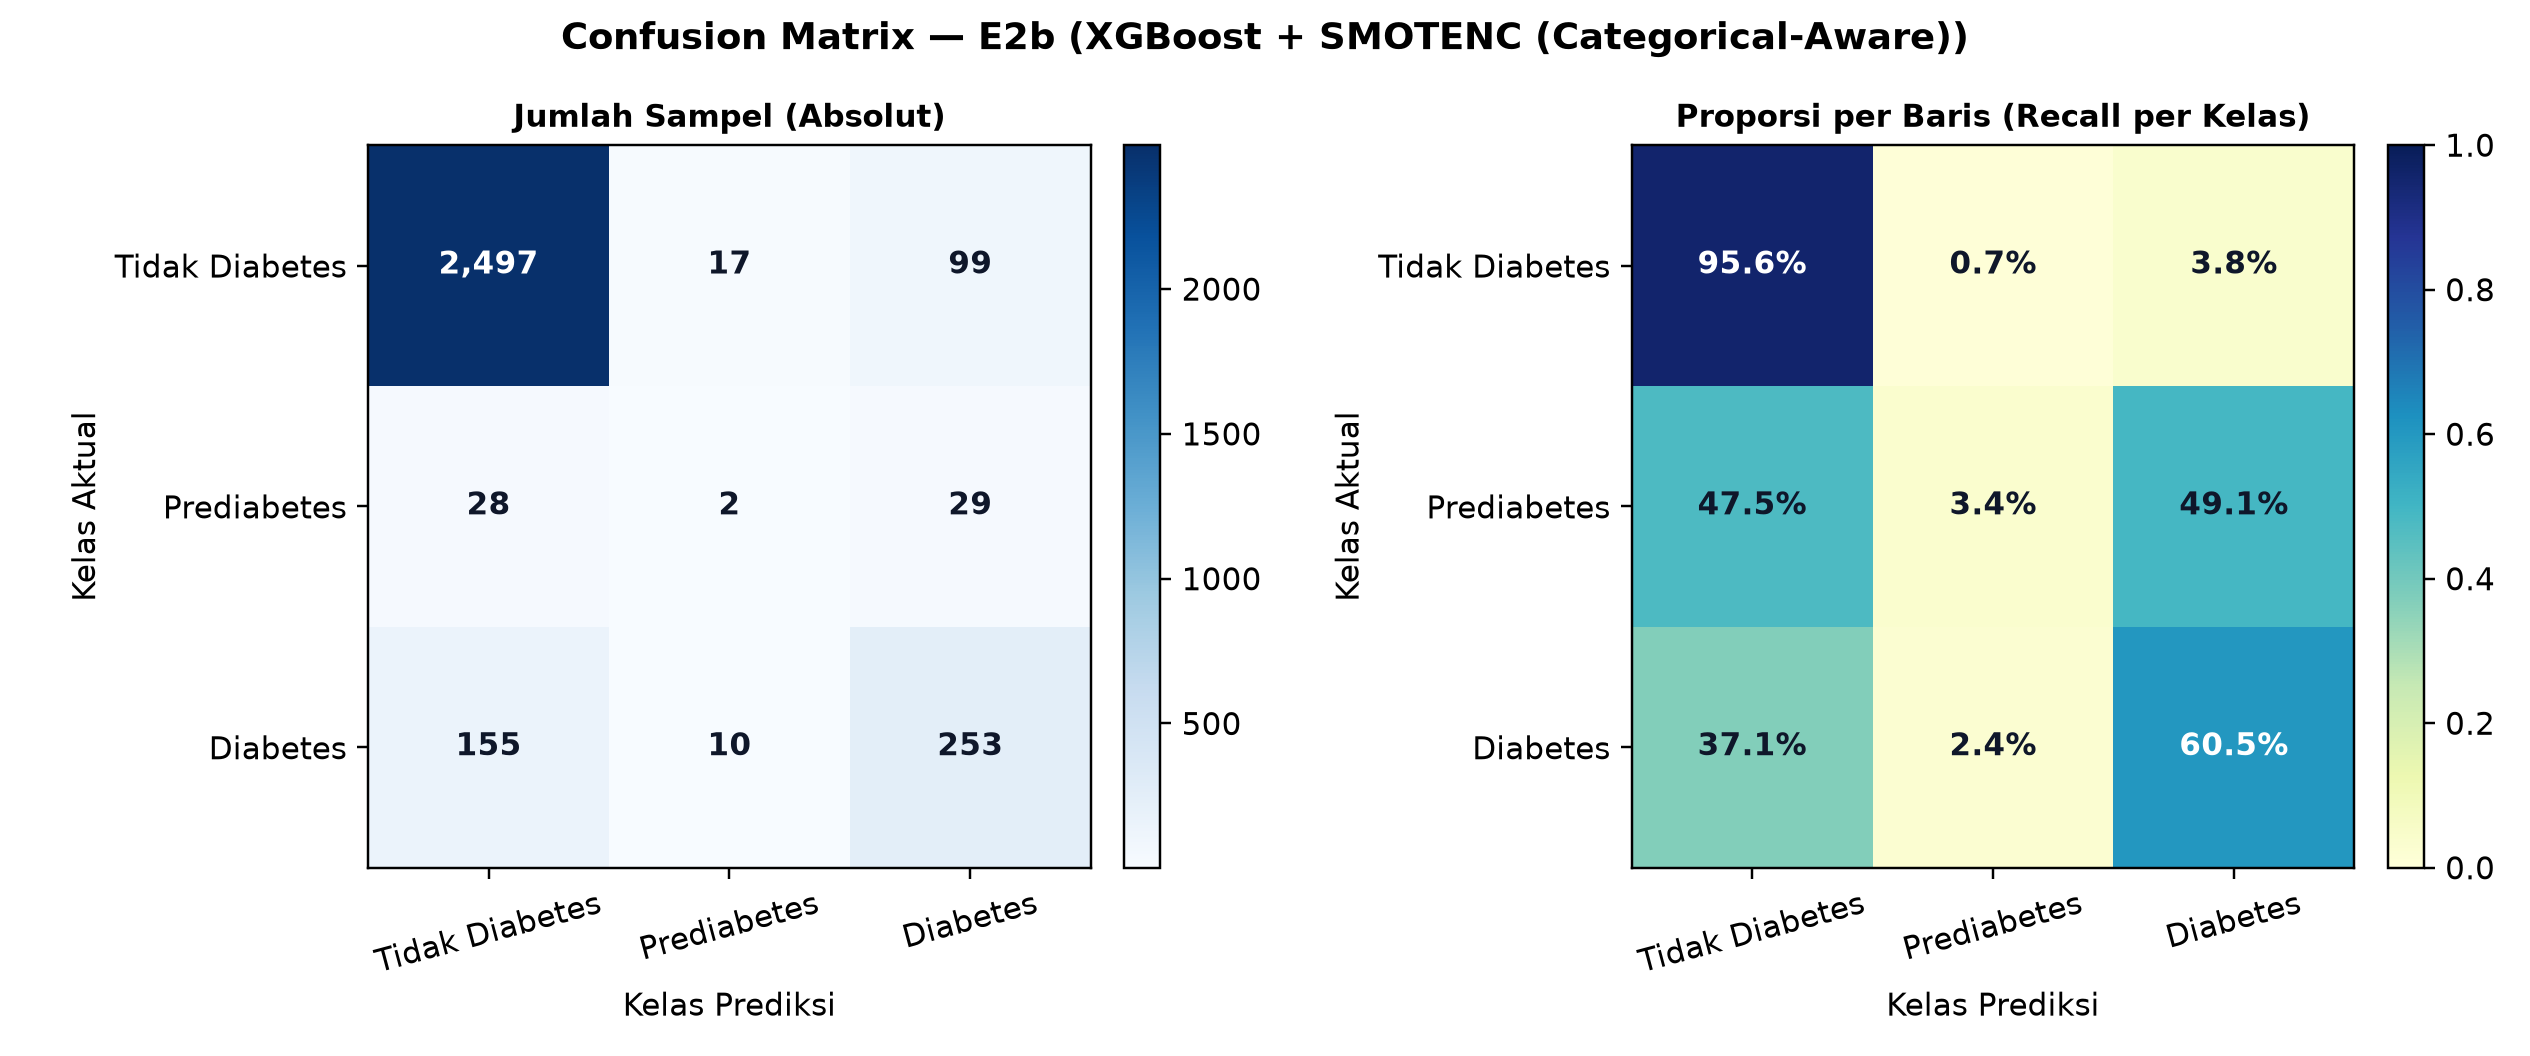 Confusion Matrix — E2b (XGBoost + SMOTENC (Categorical-Aware))
Jumlah Sampel (Absolut)
Kelas Aktual
Tidak Diabetes
2,497
17
99
Prediabetes
28
2
29
Diabetes
155
10
253
Tidak Diabetes
Prediabetes
Diabetes
Kelas Prediksi
2000
1500
1000
500
Proporsi per Baris (Recall per Kelas)
Kelas Aktual
Tidak Diabetes
95.6%
0.7%
3.8%
Prediabetes
47.5%
3.4%
49.1%
Diabetes
37.1%
2.4%
60.5%
Tidak Diabetes
Prediabetes
Diabetes
Kelas Prediksi
1.0
0.8
0.6
0.4
0.2
0.0